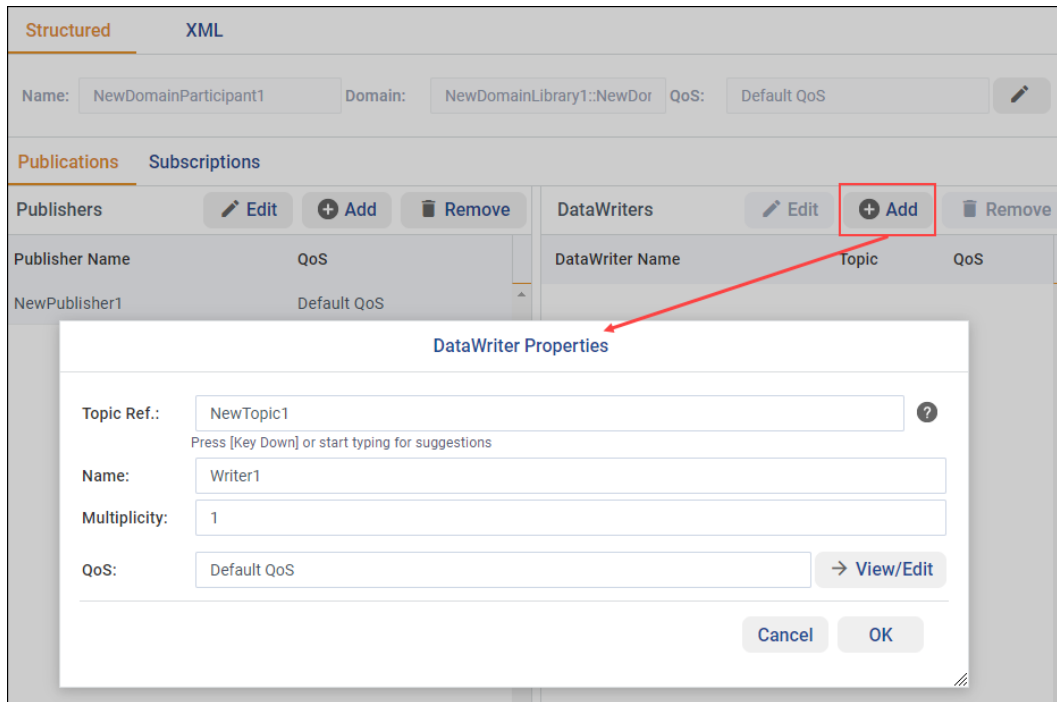 Structured XML
Name: NewDomainParticipant1 Domain: NewDomainLibrary1::NewDor QoS: Default QoS
Publications Subscriptions
Publishers Edit Add Remove DataWriters Edit Add Remove
Publisher Name QoS DataWriter Name Topic QoS
NewPublisher1 Default QoS
DataWriter Properties
Topic Ref.: NewTopic1 ?
Press [Key Down] or start typing for suggestions
Name: Writer1
Multiplicity: 1
QoS: Default QoS → View/Edit
Cancel OK